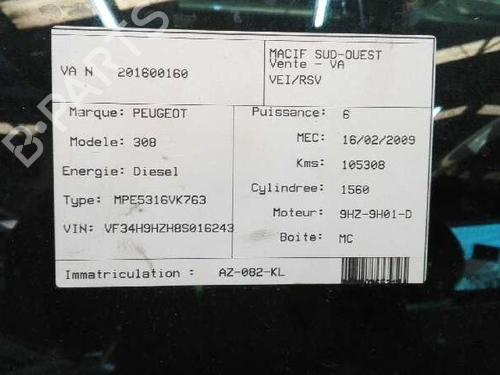 VA N 201600160
MACIF SUD-OUEST
Vente - VA
VEI/RSV
Marque: PEUGEOT
Modele: 308
Energie: Diesel
Type: MPE5316VK763
VIN: VF34H9HZH8S016243
Puissance: 6
MEC: 16/02/2009
Kms: 105308
Cylindree: 1560
Moteur: 9HZ-9H01-D
Boite: MC
Immatriculation : AZ-082-KL
B-PARTS